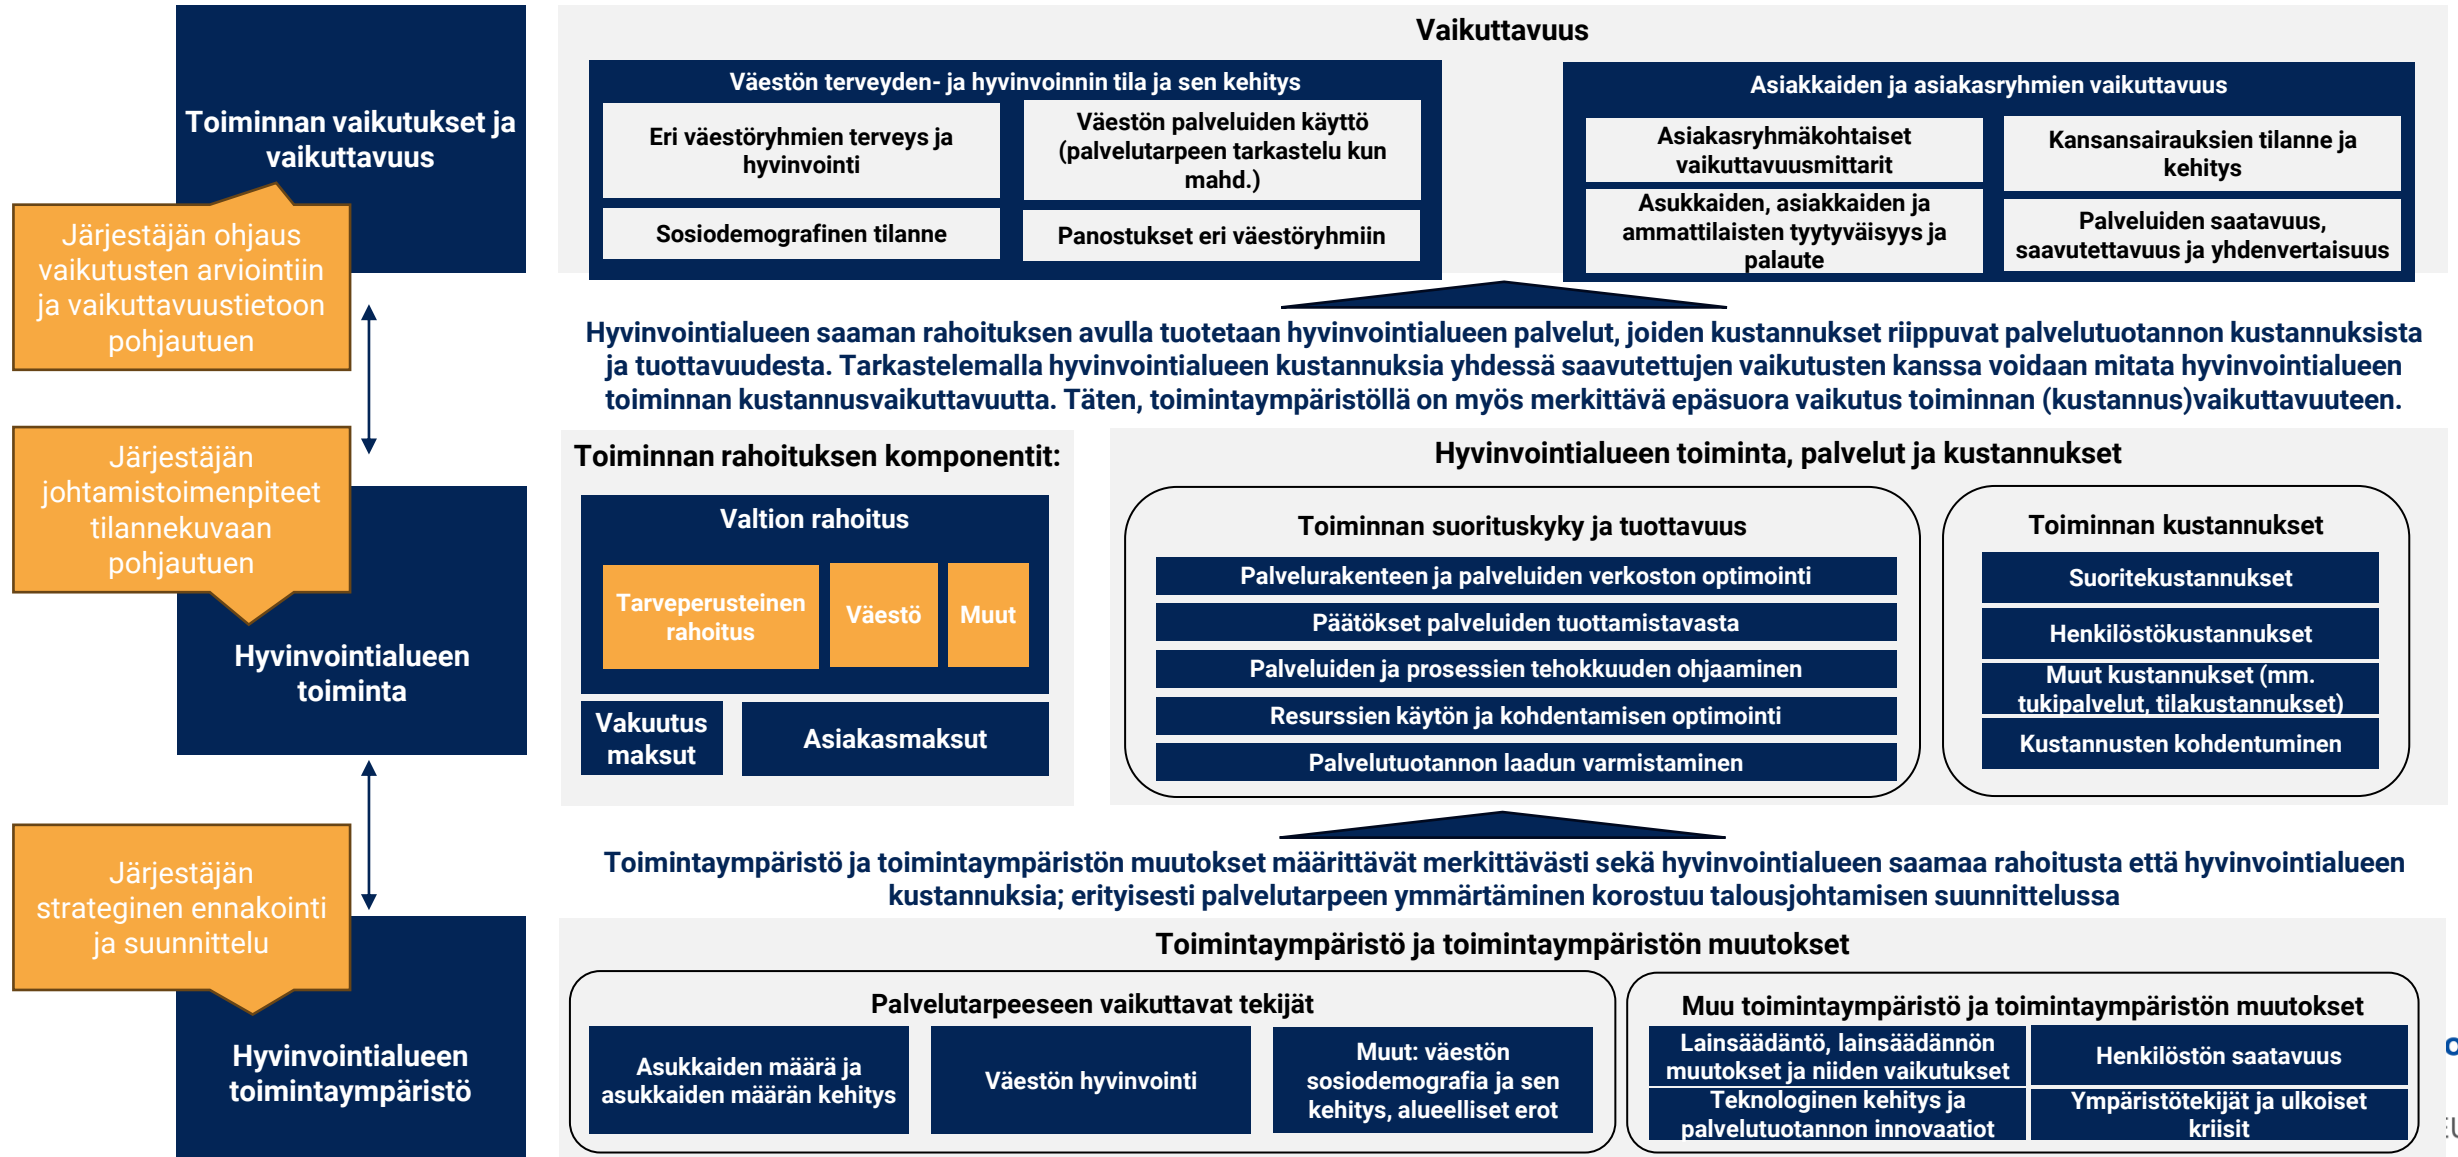 Toiminnan vaikutukset ja
vaikuttavuus
Järjestäjän ohjaus
vaikutusten arviointiin
ja vaikuttavuustietoon
pohjautuen
Järjestäjän
johtamistoimenpiteet
tilannekuvaan
pohjautuen
Hyvinvointialueen
toiminta
Järjestäjän
strateginen ennakointi
ja suunnittelu
Hyvinvointialueen
toimintaympäristö
Vaikuttavuus
Väestön terveyden- ja hyvinvoinnin tila ja sen kehitys
Eri väestöryhmien terveys ja
hyvinvointi
Väestön palveluiden käyttö
(palvelutarpeen tarkastelu kun
mahd.)
Sosiodemografinen tilanne
Panostukset eri väestöryhmiin
Asiakkaiden ja asiakasryhmien vaikuttavuus
Asiakasryhmäkohtaiset
vaikuttavuusmittarit
Kansansairauksien tilanne ja
kehitys
Asukkaiden, asiakkaiden ja
ammattilaisten tyytyväisyys ja
palaute
Palveluiden saatavuus,
saavutettavuus ja yhdenvertaisuus
Hyvinvointialueen saaman rahoituksen avulla tuotetaan hyvinvointialueen palvelut, joiden kustannukset riippuvat palvelutuotannon kustannuksista
ja tuottavuudesta. Tarkastelemalla hyvinvointialueen kustannuksia yhdessä saavutettujen vaikutusten kanssa voidaan mitata hyvinvointialueen
toiminnan kustannusvaikuttavuutta. Täten, toimintaympäristöllä on myös merkittävä epäsuora vaikutus toiminnan (kustannus)vaikuttavuuteen.
Toiminnan rahoituksen komponentit:
Valtion rahoitus
Tarveperusteinen
rahoitus
Väestö
Muut
Vakuutus
maksut
Asiakasmaksut
Hyvinvointialueen toiminta, palvelut ja kustannukset
Toiminnan suorituskyky ja tuottavuus
Palvelurakenteen ja palveluiden verkoston optimointi
Päätökset palveluiden tuottamistavasta
Palveluiden ja prosessien tehokkuuden ohjaaminen
Resurssien käytön ja kohdentamisen optimointi
Palvelutuotannon laadun varmistaminen
Toiminnan kustannukset
Suoritekustannukset
Henkilöstökustannukset
Muut kustannukset (mm.
tukipalvelut, tilakustannukset)
Kustannusten kohdentuminen
Toimintaympäristö ja toimintaympäristön muutokset määrittävät merkittävästi sekä hyvinvointialueen saamaa rahoitusta että hyvinvointialueen
kustannuksia; erityisesti palvelutarpeen ymmärtäminen korostuu talousjohtamisen suunnittelussa
Toimintaympäristö ja toimintaympäristön muutokset
Palvelutarpeeseen vaikuttavat tekijät
Asukkaiden määrä ja
asukkaiden määrän kehitys
Väestön hyvinvointi
Muut: väestön
sosiodemografia ja sen
kehitys, alueelliset erot
Muu toimintaympäristö ja toimintaympäristön muutokset
Lainsäädäntö, lainsäädännön
muutokset ja niiden vaikutukset
Henkilöstön saatavuus
Teknologinen kehitys ja
palvelutuotannon innovaatiot
Ympäristötekijät ja ulkoiset
kriisit